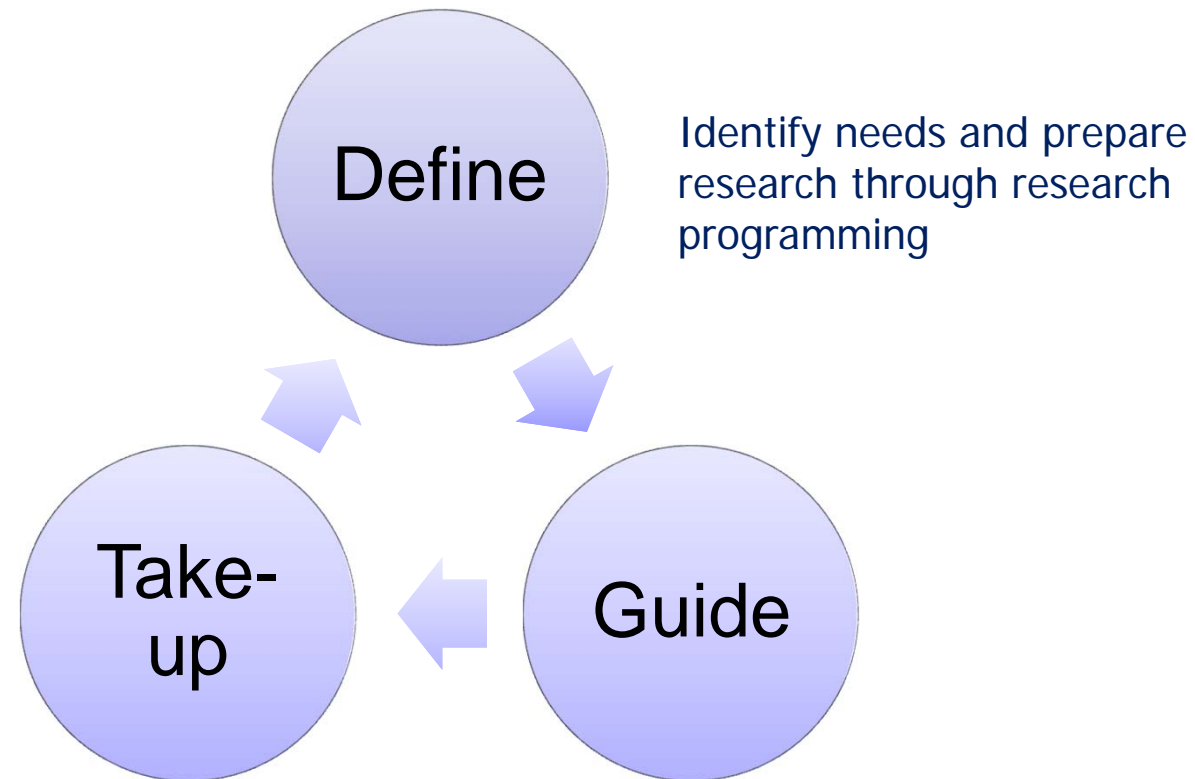 Define
Identify needs and prepare
research through research
programming
Take-
up
Guide